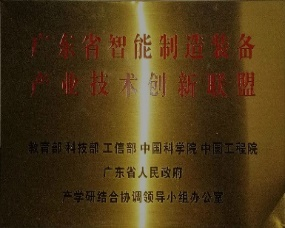 广东省智能制造装备
产业技术创新联盟
教育部 科技部 工信部 中国科学院 中国工程院
广东省人民政府
产学研结合协调领导小组办公室